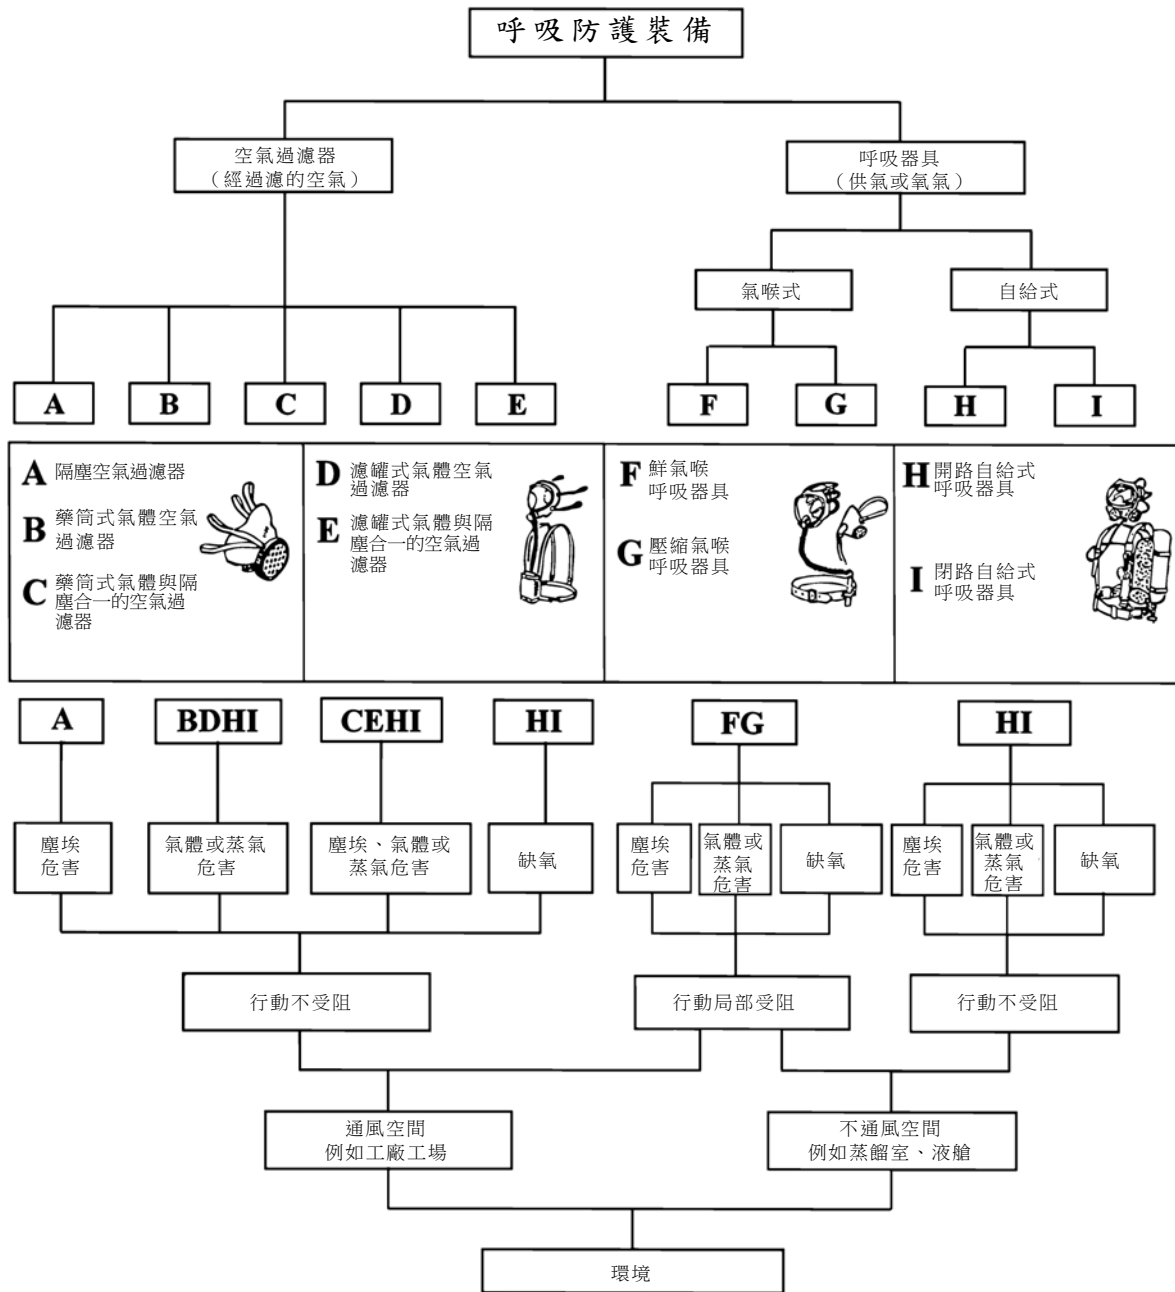 呼吸防護裝備
空氣過濾器
（經過濾的空氣）
呼吸器具
（供氣或氧氣）
氣喉式
自給式
A
B
C
D
E
F
G
H
I
A 隔塵空氣過濾器
B 藥筒式氣體空氣
過濾器
C 藥筒式氣體與隔
塵合一的空氣過
濾器
D 濾罐式氣體空氣
過濾器
E 濾罐式氣體與隔
塵合一的空氣過
濾器
F 鮮氣喉
呼吸器具
G 壓縮氣喉
呼吸器具
H 開路自給式
呼吸器具
I 閉路自給式
呼吸器具
A
BDHI
CEHI
HI
FG
HI
塵埃
危害
氣體或蒸氣
危害
塵埃、氣體或
蒸氣危害
缺氧
塵埃
危害
氣體或
蒸氣
危害
缺氧
塵埃
危害
氣體或
蒸氣
危害
缺氧
行動不受阻
行動局部受阻
行動不受阻
通風空間
例如工廠工場
不通風空間
例如蒸餾室、液艙
環境